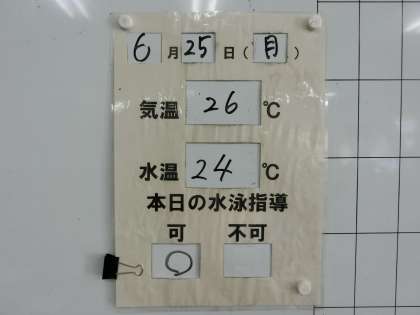 6月25日(月)
気温 26 ℃
水温 24 ℃
本日の水泳指導
可 不可
○